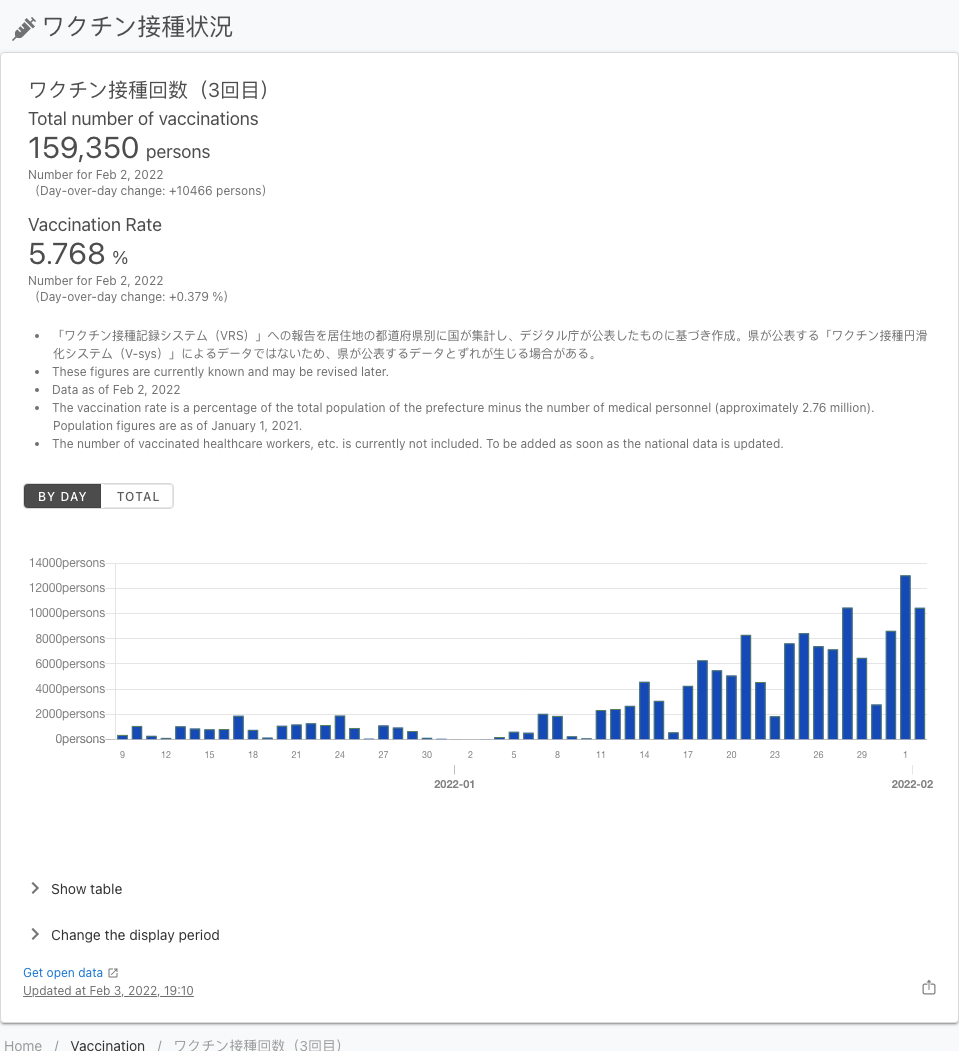 ワクチン接種状況
ワクチン接種回数（3回目）
Total number of vaccinations
159,350 persons
Number for Feb 2, 2022
（Day-over-day change: +10466 persons）
Vaccination Rate
5.768 %
Number for Feb 2, 2022
（Day-over-day change: +0.379 %）
• 「ワクチン接種記録システム（VRS）」への報告を居住地の都道府県別に国が集計し、デジタル庁が公表したものに基づき作成。県が公表する「ワクチン接種円滑
化システム（V-sys）」によるデータではないため、県が公表するデータとずれが生じる場合がある。
• These figures are currently known and may be revised later.
• Data as of Feb 2, 2022
• The vaccination rate is a percentage of the total population of the prefecture minus the number of medical personnel (approximately 2.76 million).
Population figures are as of January 1, 2021.
• The number of vaccinated healthcare workers, etc. is currently not included. To be added as soon as the national data is updated.
BY DAY TOTAL
14000persons
12000persons
10000persons
8000persons
6000persons
4000persons
2000persons
0persons
9 12 15 18 21 24 27 30 2 5 8 11 14 17 20 23 26 29 1
2022-01 2022-02
Show table
Change the display period
Get open data
Updated at Feb 3, 2022, 19:10
Home / Vaccination / ワクチン接種回数（3回目）